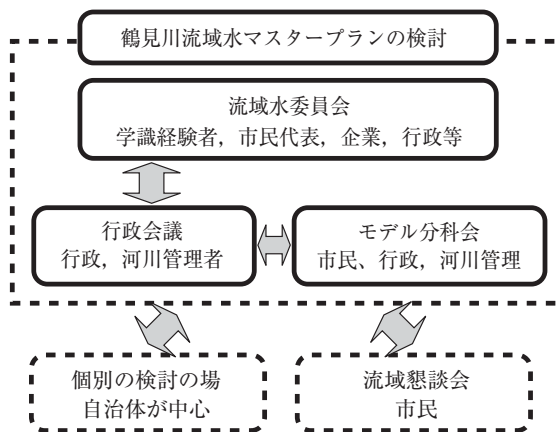 鶴見川流域水マスタープランの検討
流域水委員会
学識経験者，市民代表，企業，行政等
行政会議
行政，河川管理者
モデル分科会
市民、行政，河川管理
個別の検討の場
自治体が中心
流域懇談会
市民